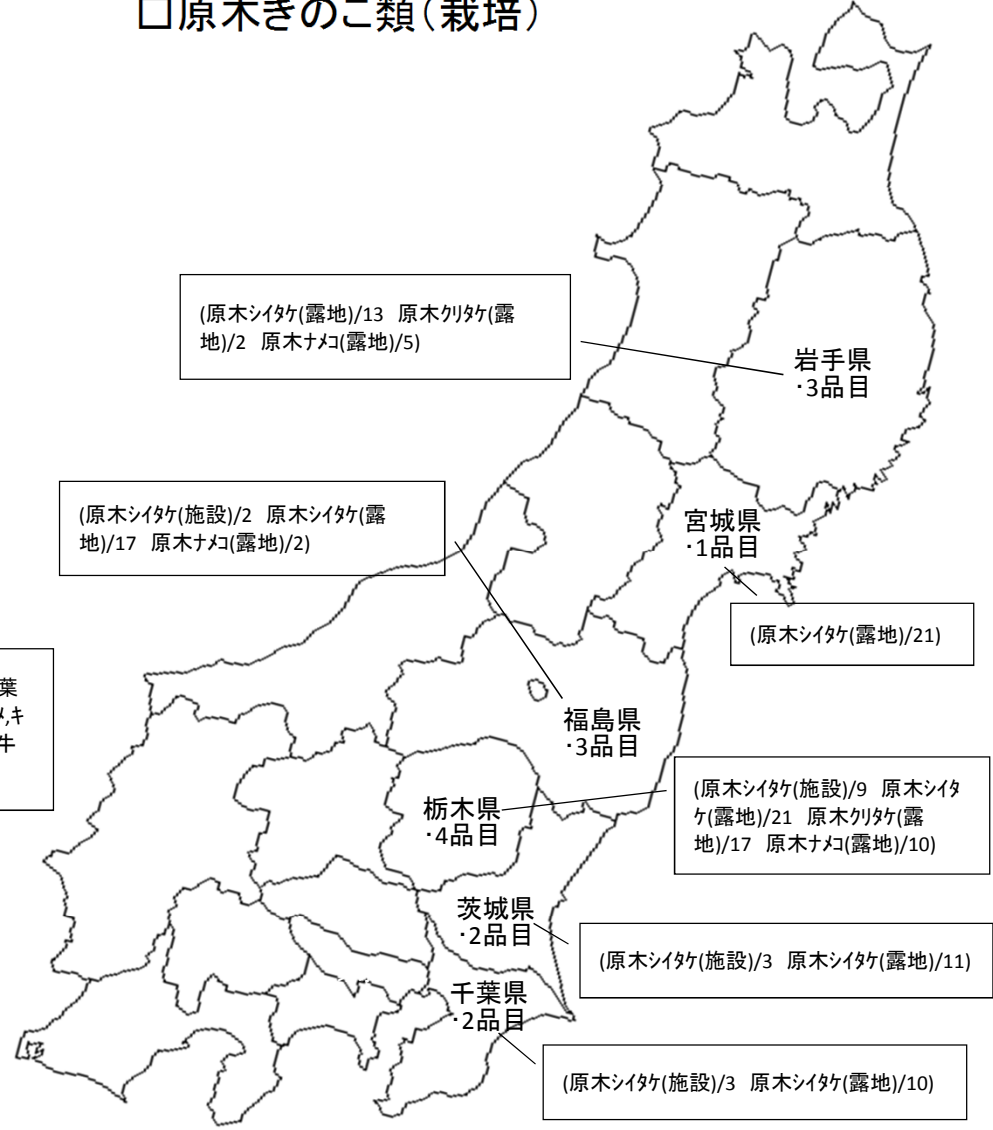 □原木きのこ類(栽培)
(原木シイタケ(露地)/13 原木クリタケ(露
地)/2 原木ナメコ(露地)/5)
岩手県
・3品目
(原木シイタケ(施設)/2 原木シイタケ(露
地)/17 原木ナメコ(露地)/2)
宮城県
・1品目
(原木シイタケ(露地)/21)
葉
,キ
牛
福島県
・3品目
(原木シイタケ(施設)/9 原木シイタ
ケ(露地)/21 原木クリタケ(露
地)/17 原木ナメコ(露地)/10)
栃木県
・4品目
茨城県
・2品目
(原木シイタケ(施設)/3 原木シイタケ(露地)/11)
千葉県
・2品目
(原木シイタケ(施設)/3 原木シイタケ(露地)/10)